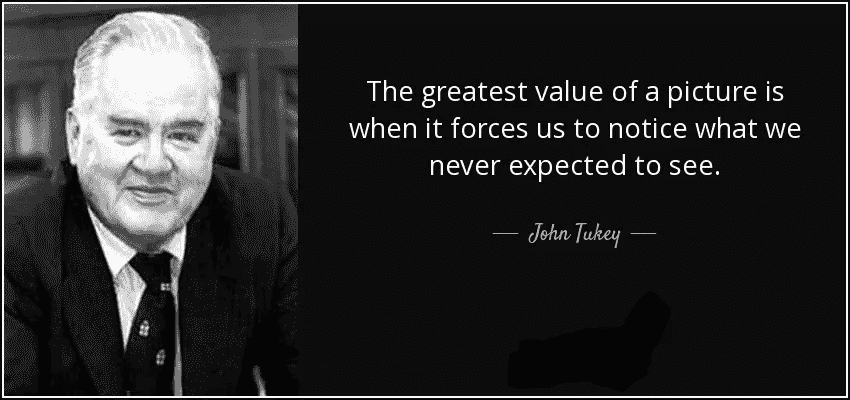 The greatest value of a picture is
when it forces us to notice what we
never expected to see.
John Tukey